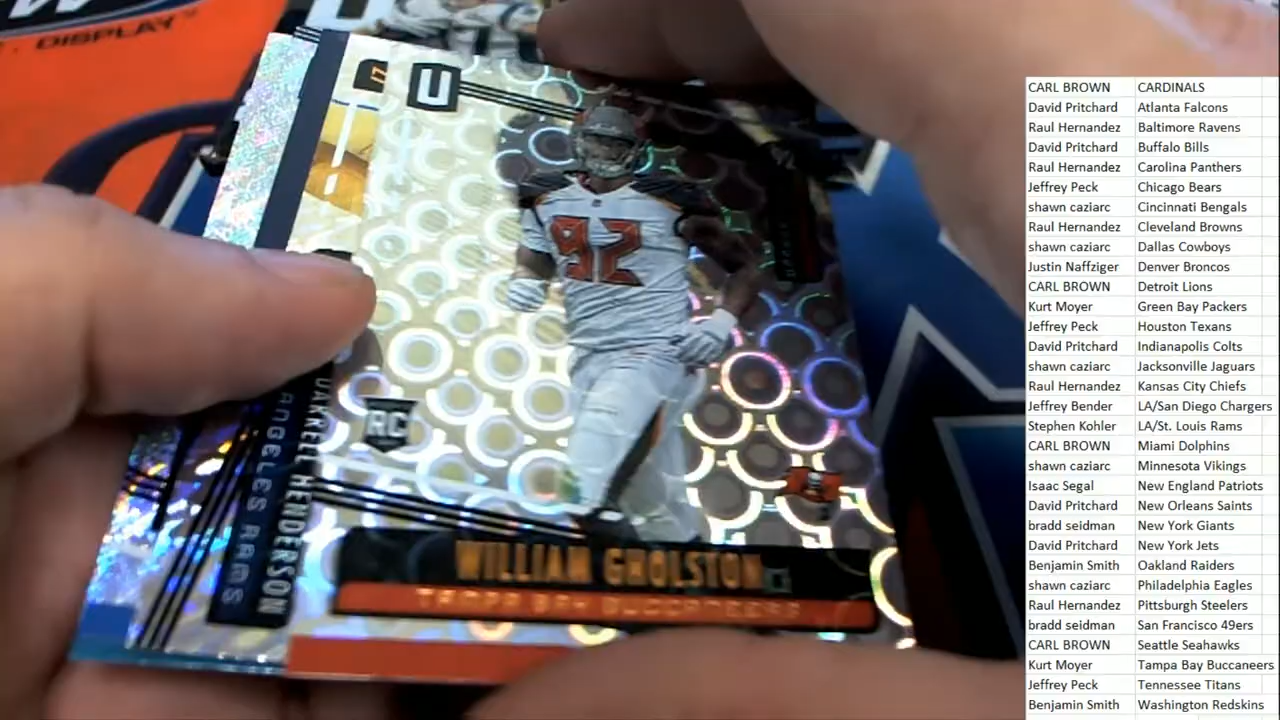 DISPLAY
U
92
RC
DARRELL HENDERSON
ANGELES RAMS
WILLIAM GHOLSTON
TAMPA BAY BUCCANEERS
CARL BROWN CARDINALS
David Pritchard Atlanta Falcons
Raul Hernandez Baltimore Ravens
David Pritchard Buffalo Bills
Raul Hernandez Carolina Panthers
Jeffrey Peck Chicago Bears
shawn caziarc Cincinnati Bengals
Raul Hernandez Cleveland Browns
shawn caziarc Dallas Cowboys
Justin Naffziger Denver Broncos
CARL BROWN Detroit Lions
Kurt Moyer Green Bay Packers
Jeffrey Peck Houston Texans
David Pritchard Indianapolis Colts
shawn caziarc Jacksonville Jaguars
Raul Hernandez Kansas City Chiefs
Jeffrey Bender LA/San Diego Chargers
Stephen Kohler LA/St. Louis Rams
CARL BROWN Miami Dolphins
shawn caziarc Minnesota Vikings
Isaac Segal New England Patriots
David Pritchard New Orleans Saints
bradd seidman New York Giants
David Pritchard New York Jets
Benjamin Smith Oakland Raiders
shawn caziarc Philadelphia Eagles
Raul Hernandez Pittsburgh Steelers
bradd seidman San Francisco 49ers
CARL BROWN Seattle Seahawks
Kurt Moyer Tampa Bay Buccaneers
Jeffrey Peck Tennessee Titans
Benjamin Smith Washington Redskins